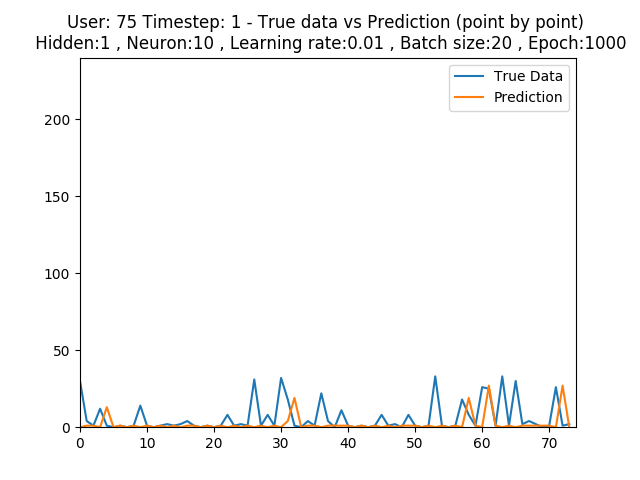 User: 75 Timestep: 1 - True data vs Prediction (point by point)
Hidden:1 , Neuron:10 , Learning rate:0.01 , Batch size:20 , Epoch:1000
True Data
Prediction
200
150
100
50
0
0 10 20 30 40 50 60 70